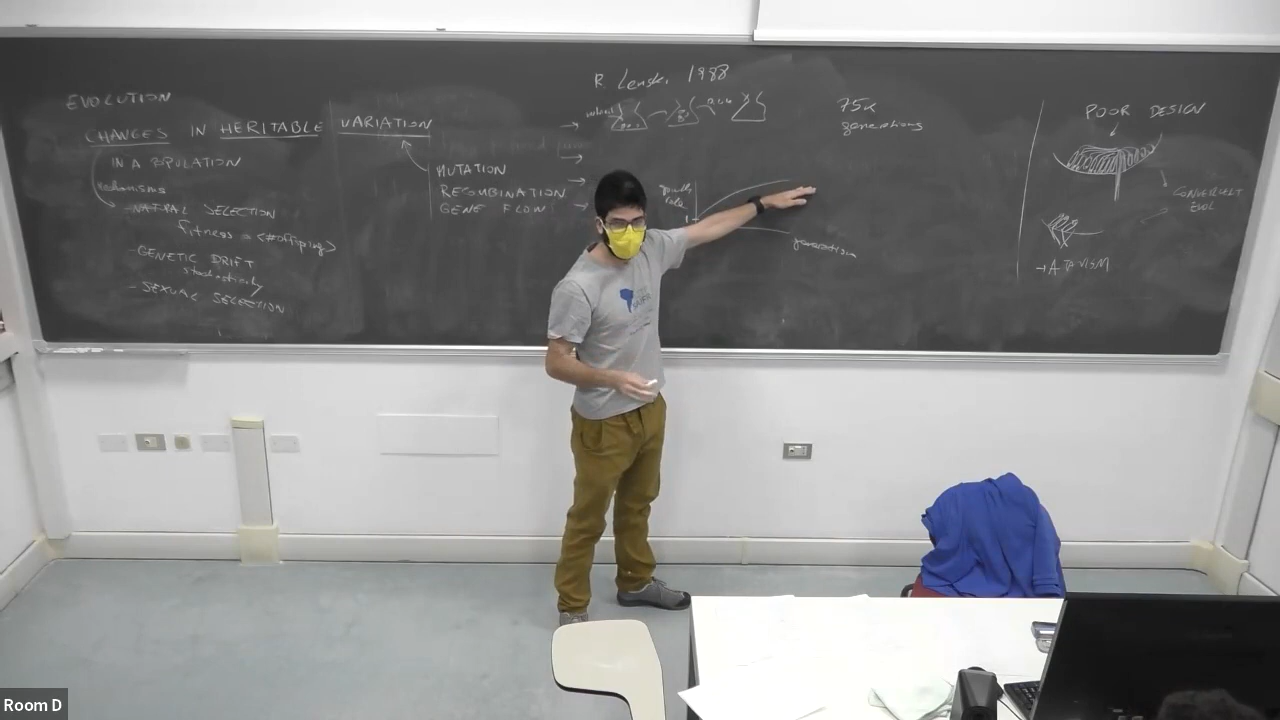 EVOLUTION
CHANGES IN HERITABLE VARIATION
IN A POPULATION
Mechanisms
- NATURAL SELECTION
fitness = <#offspring>
- GENETIC DRIFT
stochasticity
- SEXUAL SELECTION
MUTATION
RECOMBINATION
GENE FLOW
R. Lenski 1988
75k
generations
generations
POOR DESIGN
CONVERGENT
EVOL
→ ATAVISM
Room D